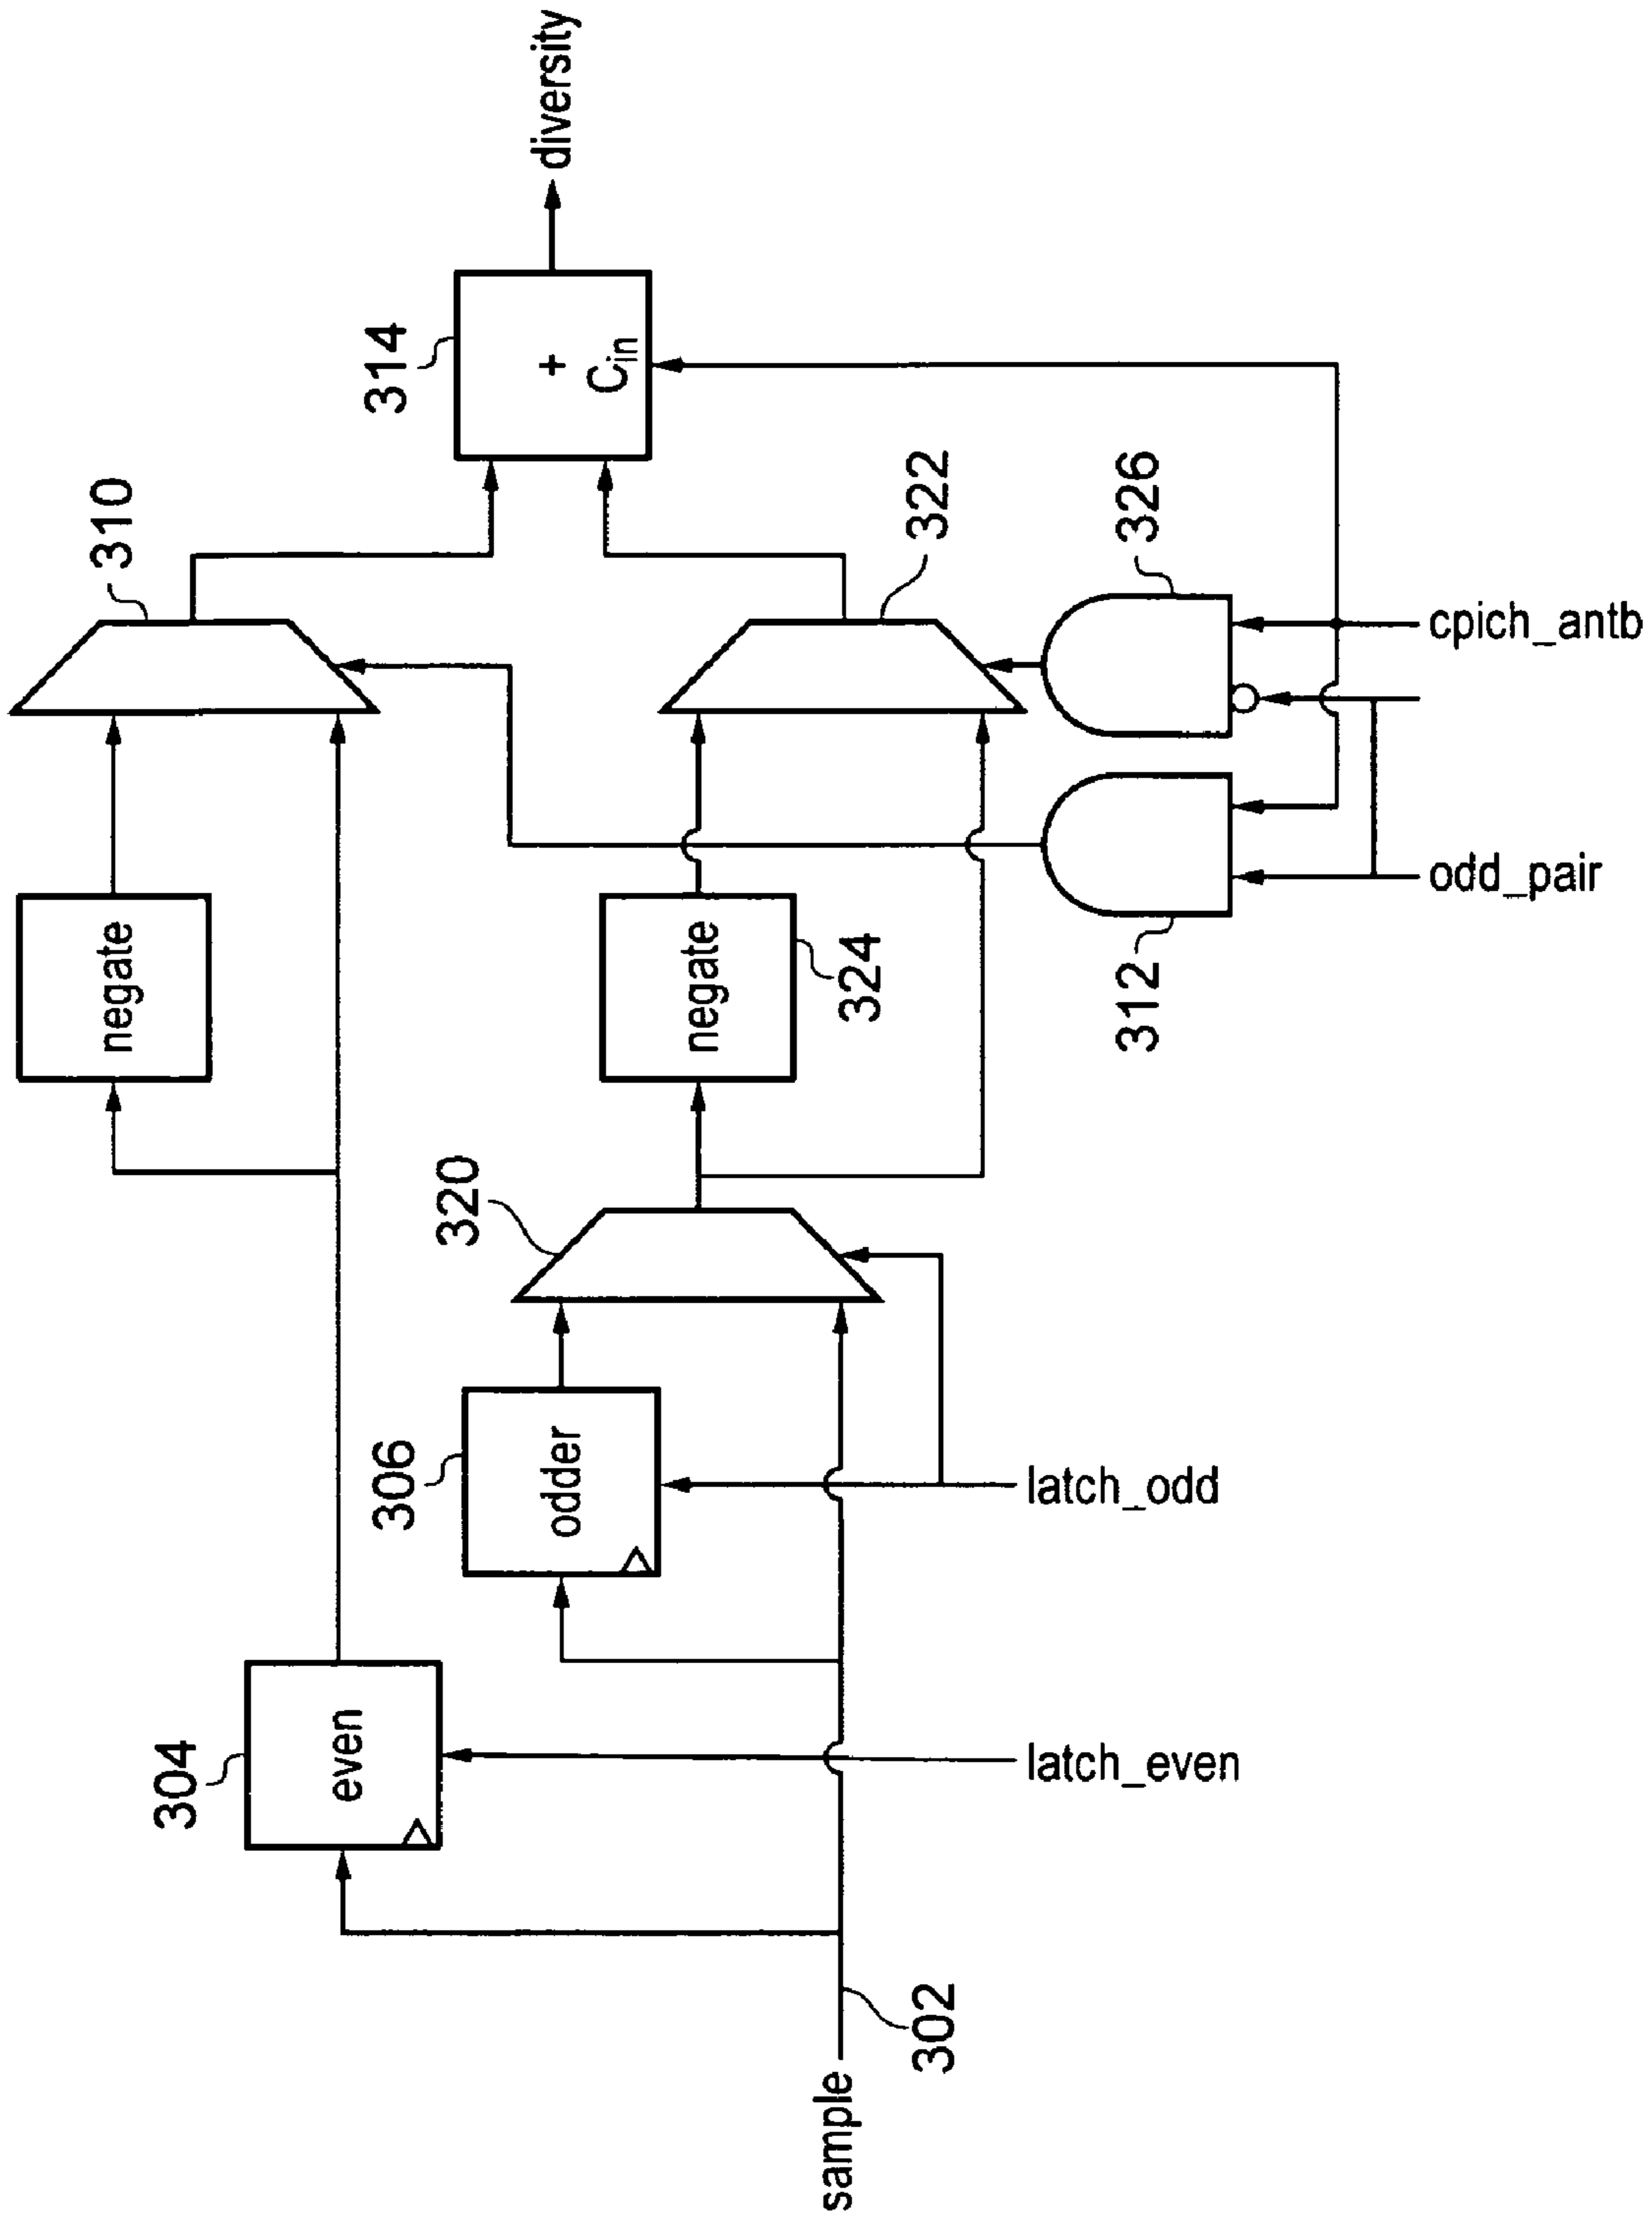 diversity
314
+
Cin
310
322
326
cpich_antb
negate
negate
324
312
odd_pair
320
306
odder
latch_odd
304
even
latch_even
302
sample